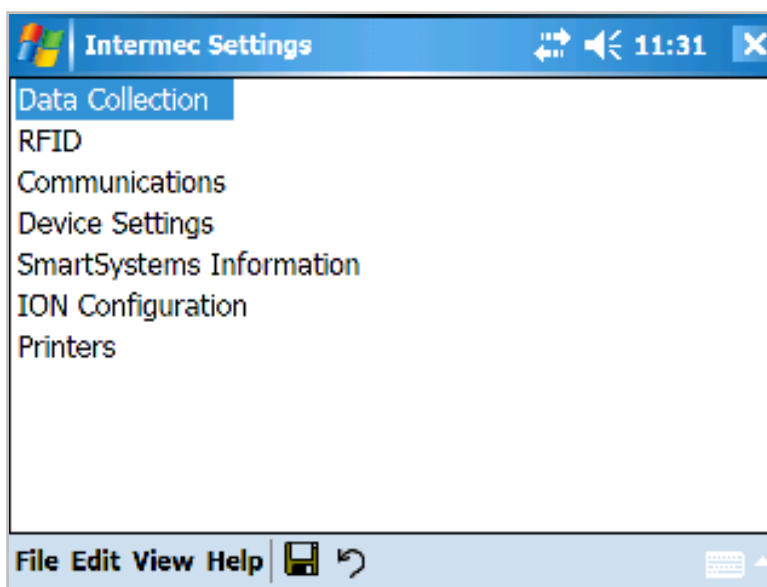 Intermec Settings 11:31
Data Collection
RFID
Communications
Device Settings
SmartSystems Information
ION Configuration
Printers
File Edit View Help